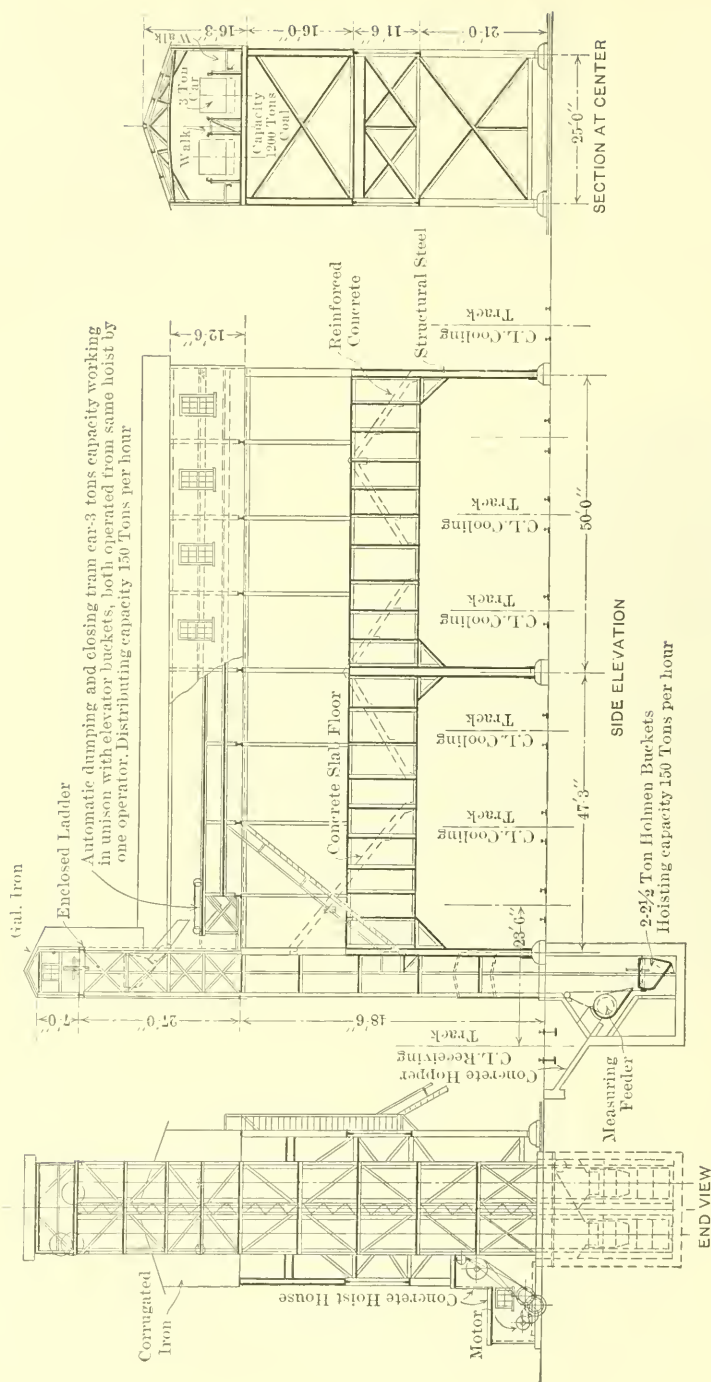 Gal. Iron
Enclosed Ladder
Automatic dumping and closing tram car-3 tons capacity working
in unison with elevator buckets, both operated from same hoist by
one operator. Distributing capacity 150 Tons per hour
12'-6"
7'-0"
27'-0"
48'-6"
Concrete Slab Floor
Reinforced
Concrete
Structural Steel
C.L. Receiving
Track
Concrete Hopper
Measuring
Feeder
23'-6"
C.L. Cooling
Track
C.L. Cooling
Track
C.L. Cooling
Track
C.L. Cooling
Track
C.L. Cooling
Track
47'-3"
50'-0"
2-2½ Ton Holmen Buckets
Hoisting capacity 150 Tons per hour
SIDE ELEVATION
Corrugated
Iron
Concrete Hoist House
Motor
END VIEW
Walk
3 Ton
Car
Walk
Capacity
1200 Tons
Coal
16'-3"
16'-0"
11'-6"
21'-0"
25'-0"
SECTION AT CENTER